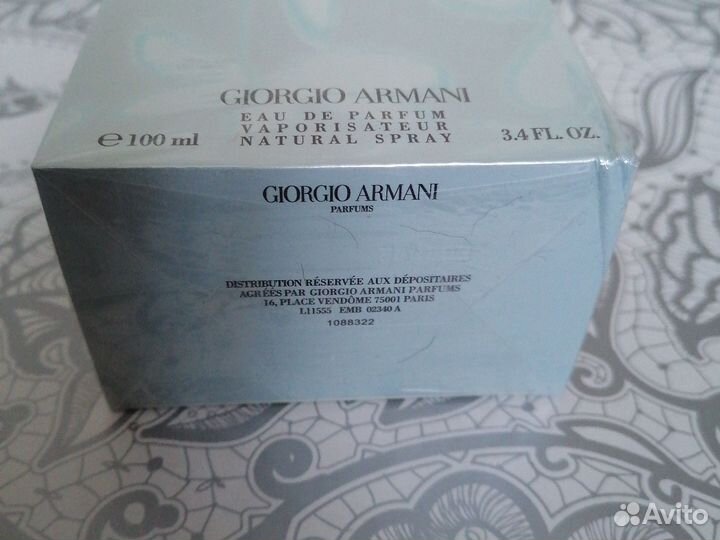 GIORGIO ARMANI
EAU DE PARFUM
VAPORISATEUR
℮100 ml NATURAL SPRAY 3.4 FL. OZ.
GIORGIO ARMANI
PARFUMS
DISTRIBUTION RÉSERVÉE AUX DÉPOSITAIRES
AGRÉÉS PAR GIORGIO ARMANI PARFUMS
16, PLACE VENDÔME 75001 PARIS
L11555 EMB 02340 A
1088322
Avito